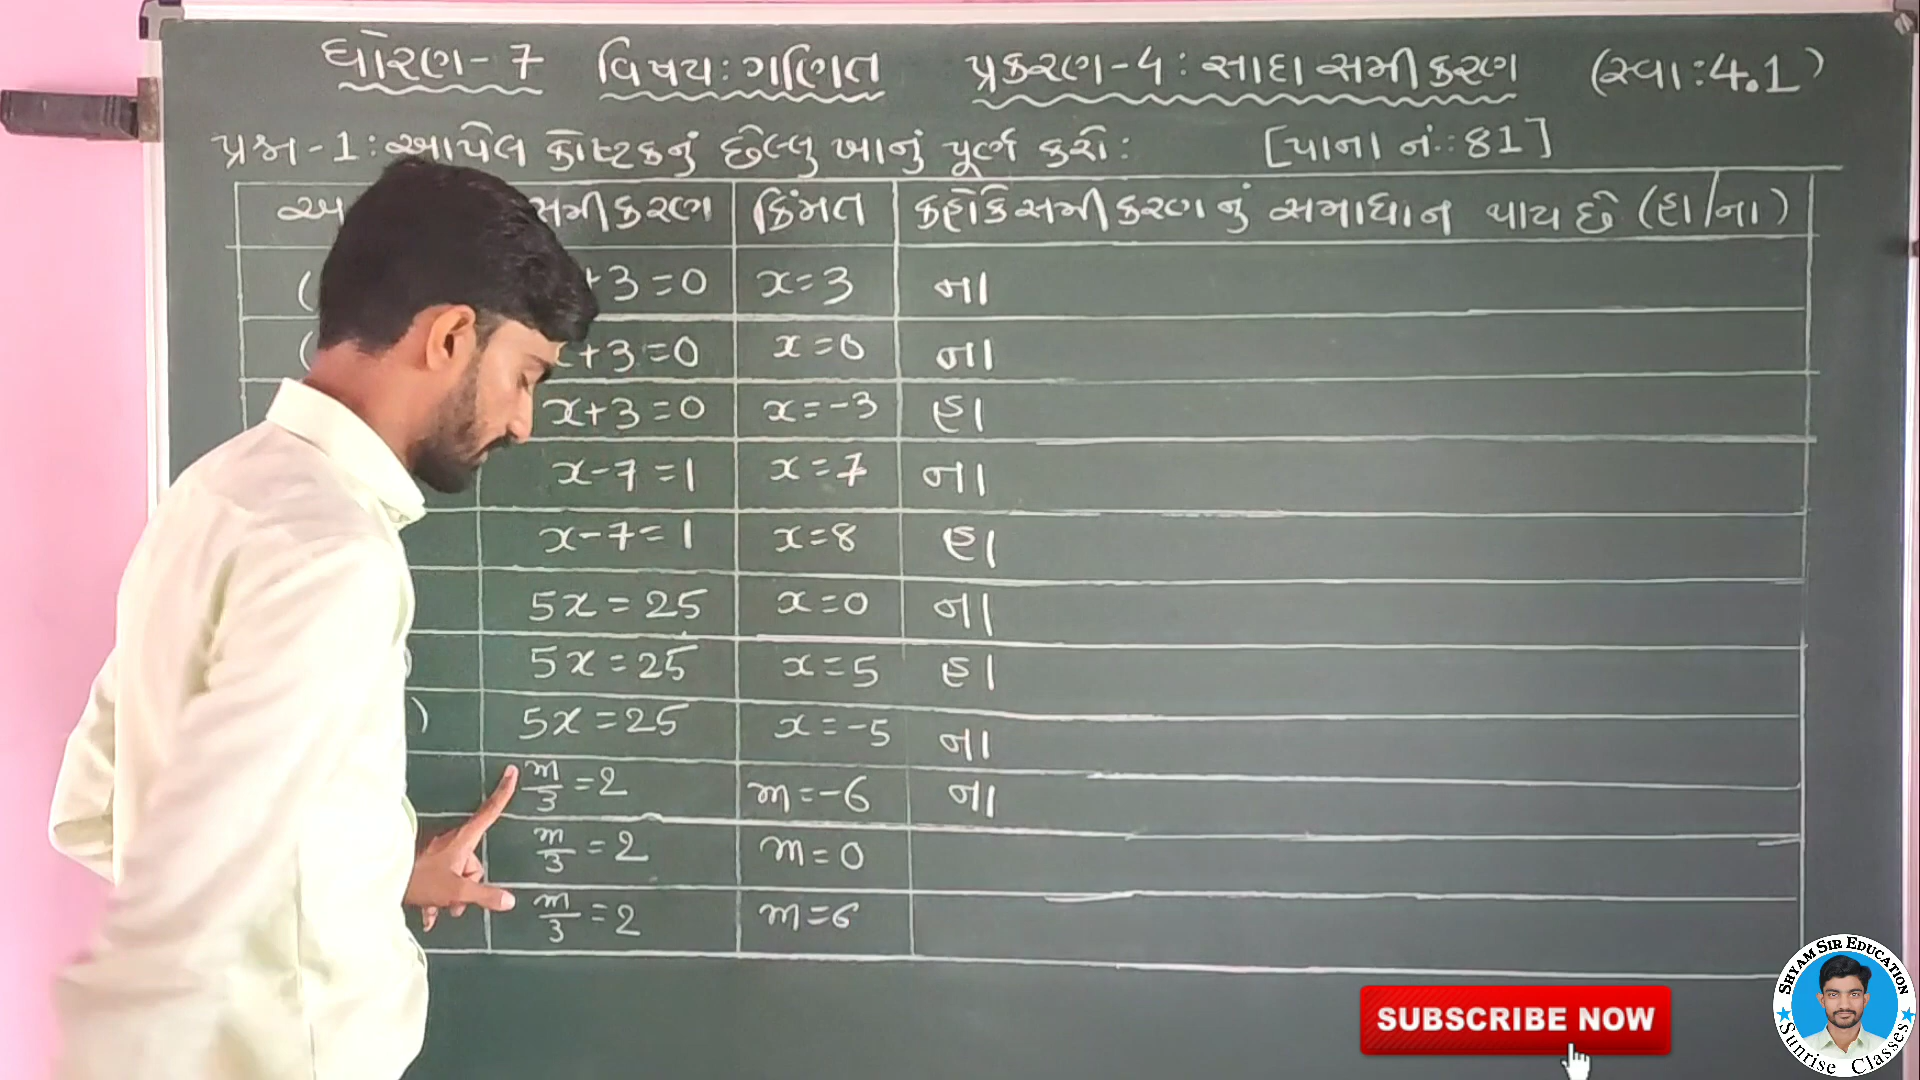 ધોરણ-7 વિષય:ગણિત પ્રકરણ-4: સાદા સમીકરણ (સ્વા:4.1)
પ્રશ્ન-1: આપેલ કોષ્ટકનું છેલ્લુ ખાનું પૂર્ણ કરો: [પાના નં.:81]
અ સમીકરણ કિંમત કહો કે સમીકરણનું સમાધાન થાય છે (હા/ના)
( +3=0 x=3 ના
( x+3=0 x=0 ના
x+3=0 x=-3 હા
x-7=1 x=7 ના
x-7=1 x=8 હા
5x=25 x=0 ના
) 5x=25 x=5 હા
) 5x=25 x=-5 ના
m/3=2 m=-6 ના
m/3=2 m=0
m/3=2 m=6
SUBSCRIBE NOW
SHYAM SIR EDUCATION
Sunrise Classes